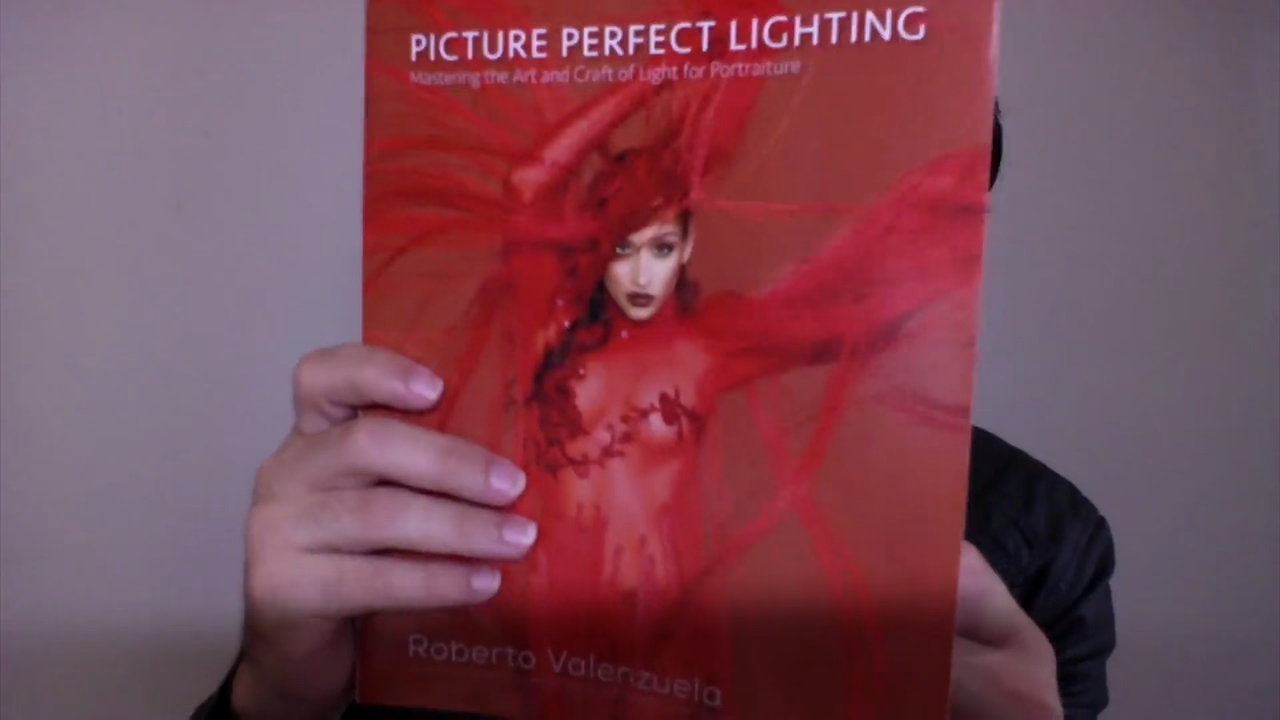 PICTURE PERFECT LIGHTING
Mastering the Art and Craft of Light for Portraiture
Roberto Valenzuela